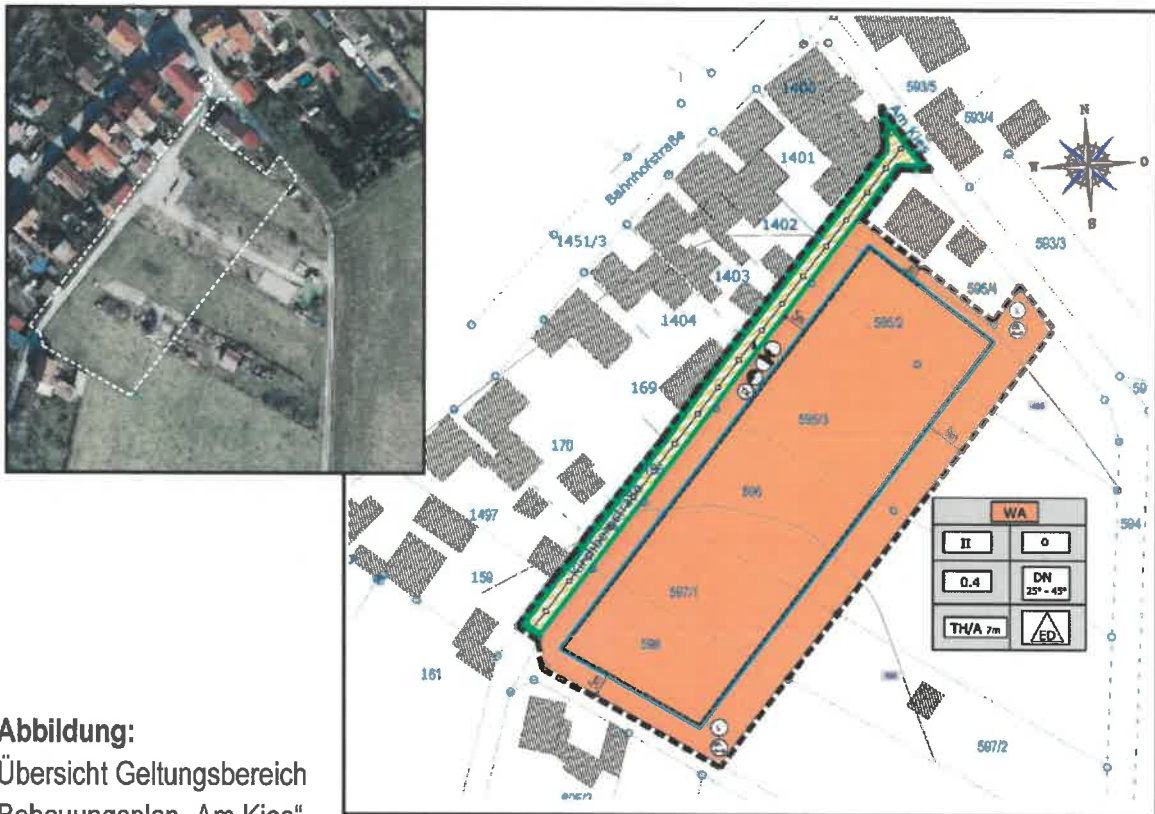 Bahnhofstraße
Am Kies
1400
593/5
593/4
1401
1402
593/3
1451/3
1403
595/4
1404
595/2
169
595/3
170
596
594
1497
159
597/1
598
161
597/2
N
W
O
S
WA
II
o
0.4
DN
25° - 45°
TH/A 7m
ED
Abbildung:
Übersicht Geltungsbereich
Bebauungsplan „Am Kies“